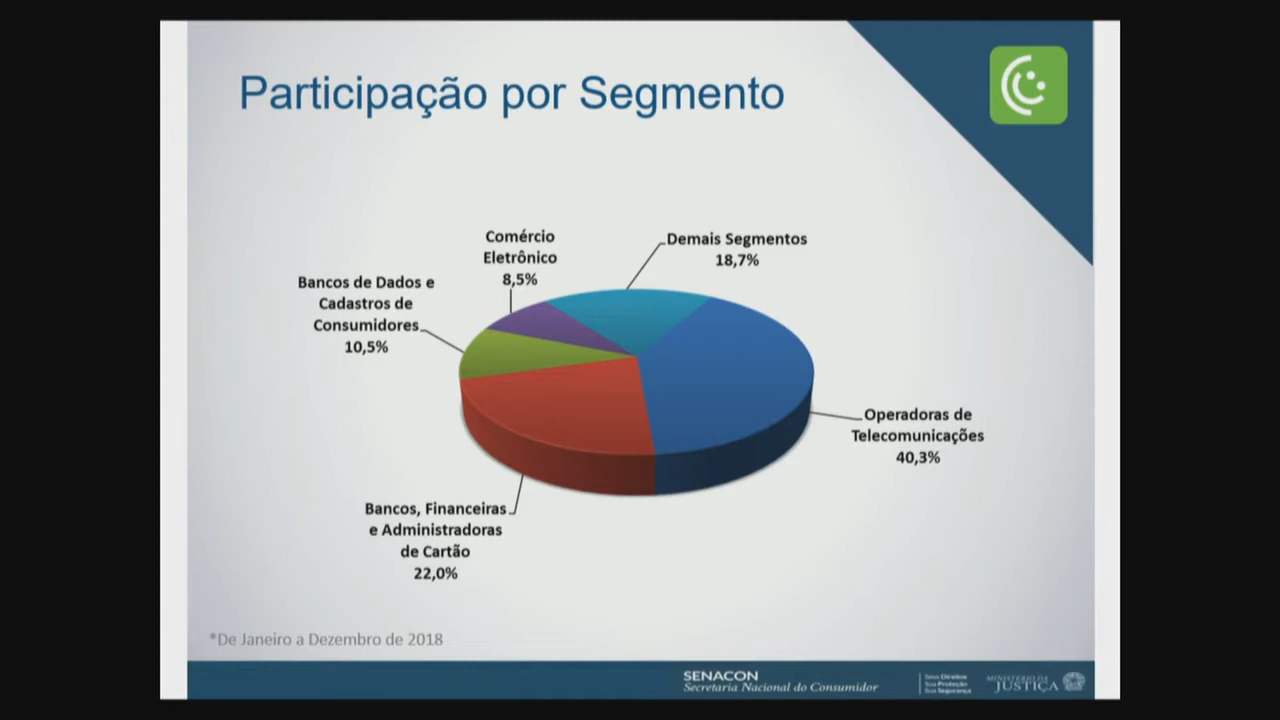 Participação por Segmento
Comércio
Eletrônico
8,5%
Demais Segmentos
18,7%
Bancos de Dados e
Cadastros de
Consumidores
10,5%
Operadoras de
Telecomunicações
40,3%
Bancos, Financeiras
e Administradoras
de Cartão
22,0%
*De Janeiro a Dezembro de 2018
SENACON
Secretaria Nacional do Consumidor
Seus Direitos
Sua Proteção
Sua Segurança
MINISTÉRIO DA
JUSTIÇA